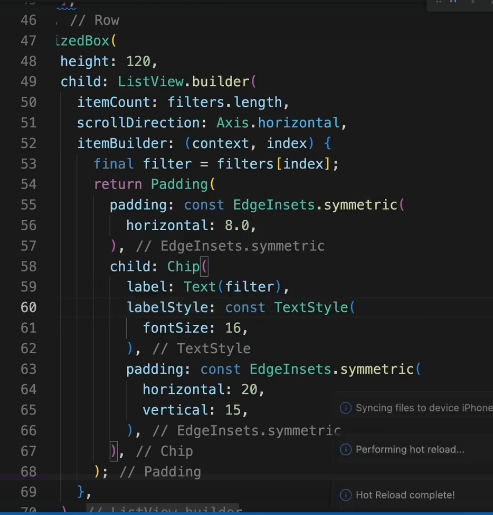 46 // Row
47 izedBox(
48 height: 120,
49 child: ListView.builder(
50 itemCount: filters.length,
51 scrollDirection: Axis.horizontal,
52 itemBuilder: (context, index) {
53 final filter = filters[index];
54 return Padding(
55 padding: const EdgeInsets.symmetric(
56 horizontal: 8.0,
57 ), // EdgeInsets.symmetric
58 child: Chip(
59 label: Text(filter),
60 labelStyle: const TextStyle(
61 fontSize: 16,
62 ), // TextStyle
63 padding: const EdgeInsets.symmetric(
64 horizontal: 20,
65 vertical: 15,
66 ), // EdgeInsets.symmetric
67 ), // Chip
68 ); // Padding
69 },
70 ) // ListView.builder
Syncing files to device iPhone
Performing hot reload...
Hot Reload complete!